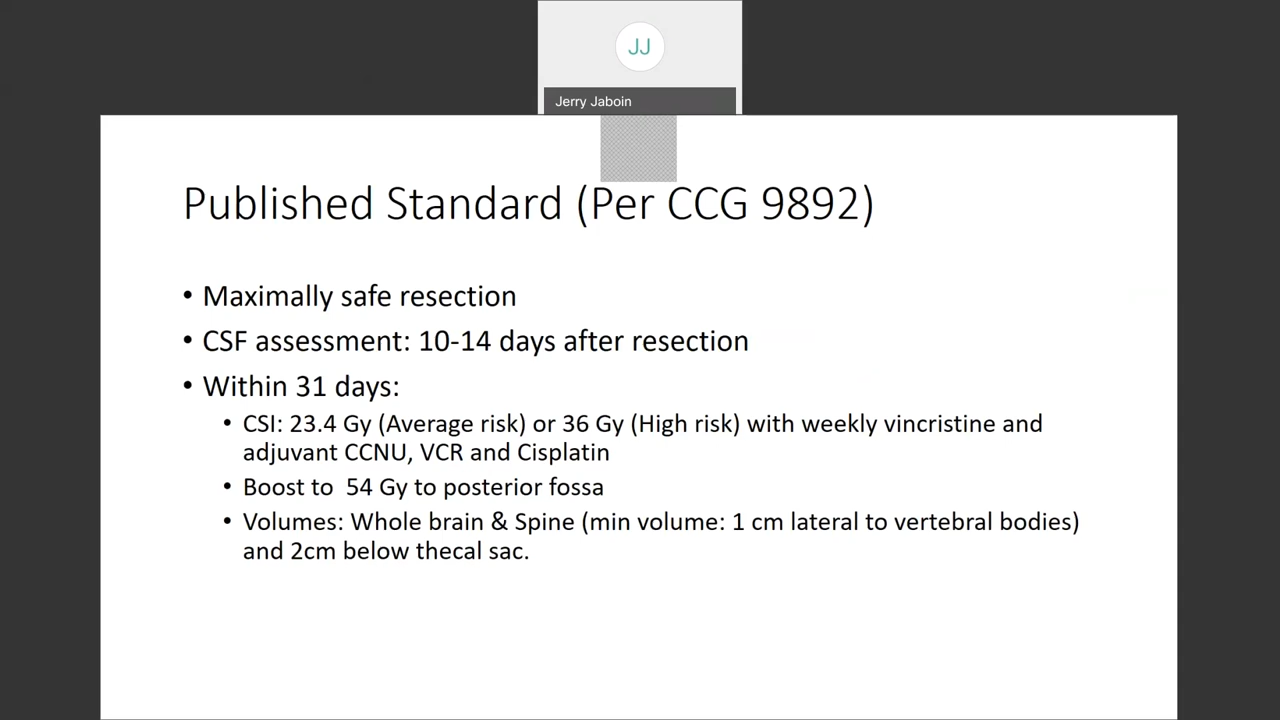 JJ
Jerry Jaboin
Published Standard (Per CCG 9892)
• Maximally safe resection
• CSF assessment: 10-14 days after resection
• Within 31 days:
• CSI: 23.4 Gy (Average risk) or 36 Gy (High risk) with weekly vincristine and
adjuvant CCNU, VCR and Cisplatin
• Boost to  54 Gy to posterior fossa
• Volumes: Whole brain & Spine (min volume: 1 cm lateral to vertebral bodies)
and 2cm below thecal sac.